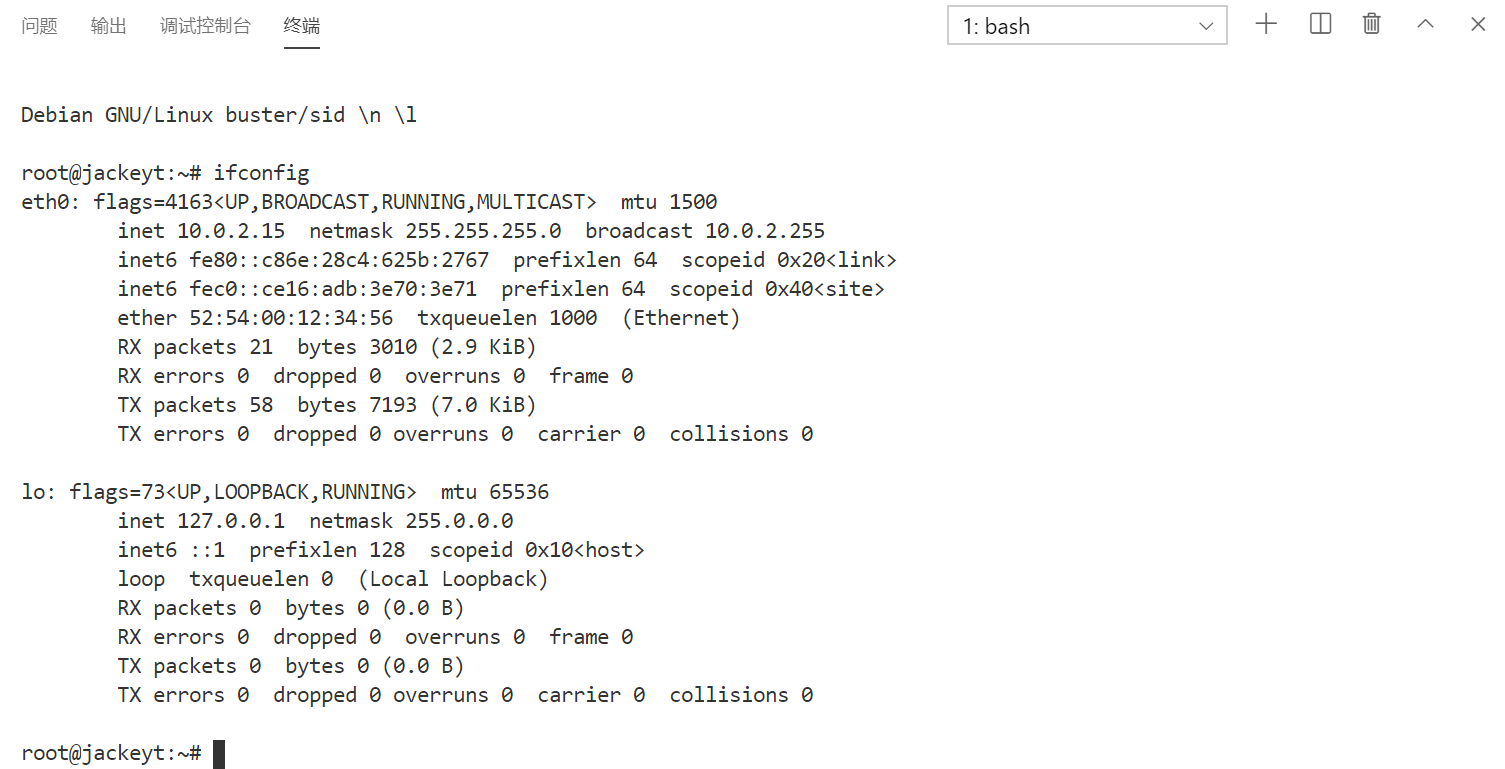 问题 输出 调试控制台 终端 1: bash
Debian GNU/Linux buster/sid \n \l
root@jackeyt:~# ifconfig
eth0: flags=4163<UP,BROADCAST,RUNNING,MULTICAST>  mtu 1500
        inet 10.0.2.15  netmask 255.255.255.0  broadcast 10.0.2.255
        inet6 fe80::c86e:28c4:625b:2767  prefixlen 64  scopeid 0x20<link>
        inet6 fec0::ce16:adb:3e70:3e71  prefixlen 64  scopeid 0x40<site>
        ether 52:54:00:12:34:56  txqueuelen 1000  (Ethernet)
        RX packets 21  bytes 3010 (2.9 KiB)
        RX errors 0  dropped 0  overruns 0  frame 0
        TX packets 58  bytes 7193 (7.0 KiB)
        TX errors 0  dropped 0 overruns 0  carrier 0  collisions 0
lo: flags=73<UP,LOOPBACK,RUNNING>  mtu 65536
        inet 127.0.0.1  netmask 255.0.0.0
        inet6 ::1  prefixlen 128  scopeid 0x10<host>
        loop  txqueuelen 0  (Local Loopback)
        RX packets 0  bytes 0 (0.0 B)
        RX errors 0  dropped 0  overruns 0  frame 0
        TX packets 0  bytes 0 (0.0 B)
        TX errors 0  dropped 0 overruns 0  carrier 0  collisions 0
root@jackeyt:~#